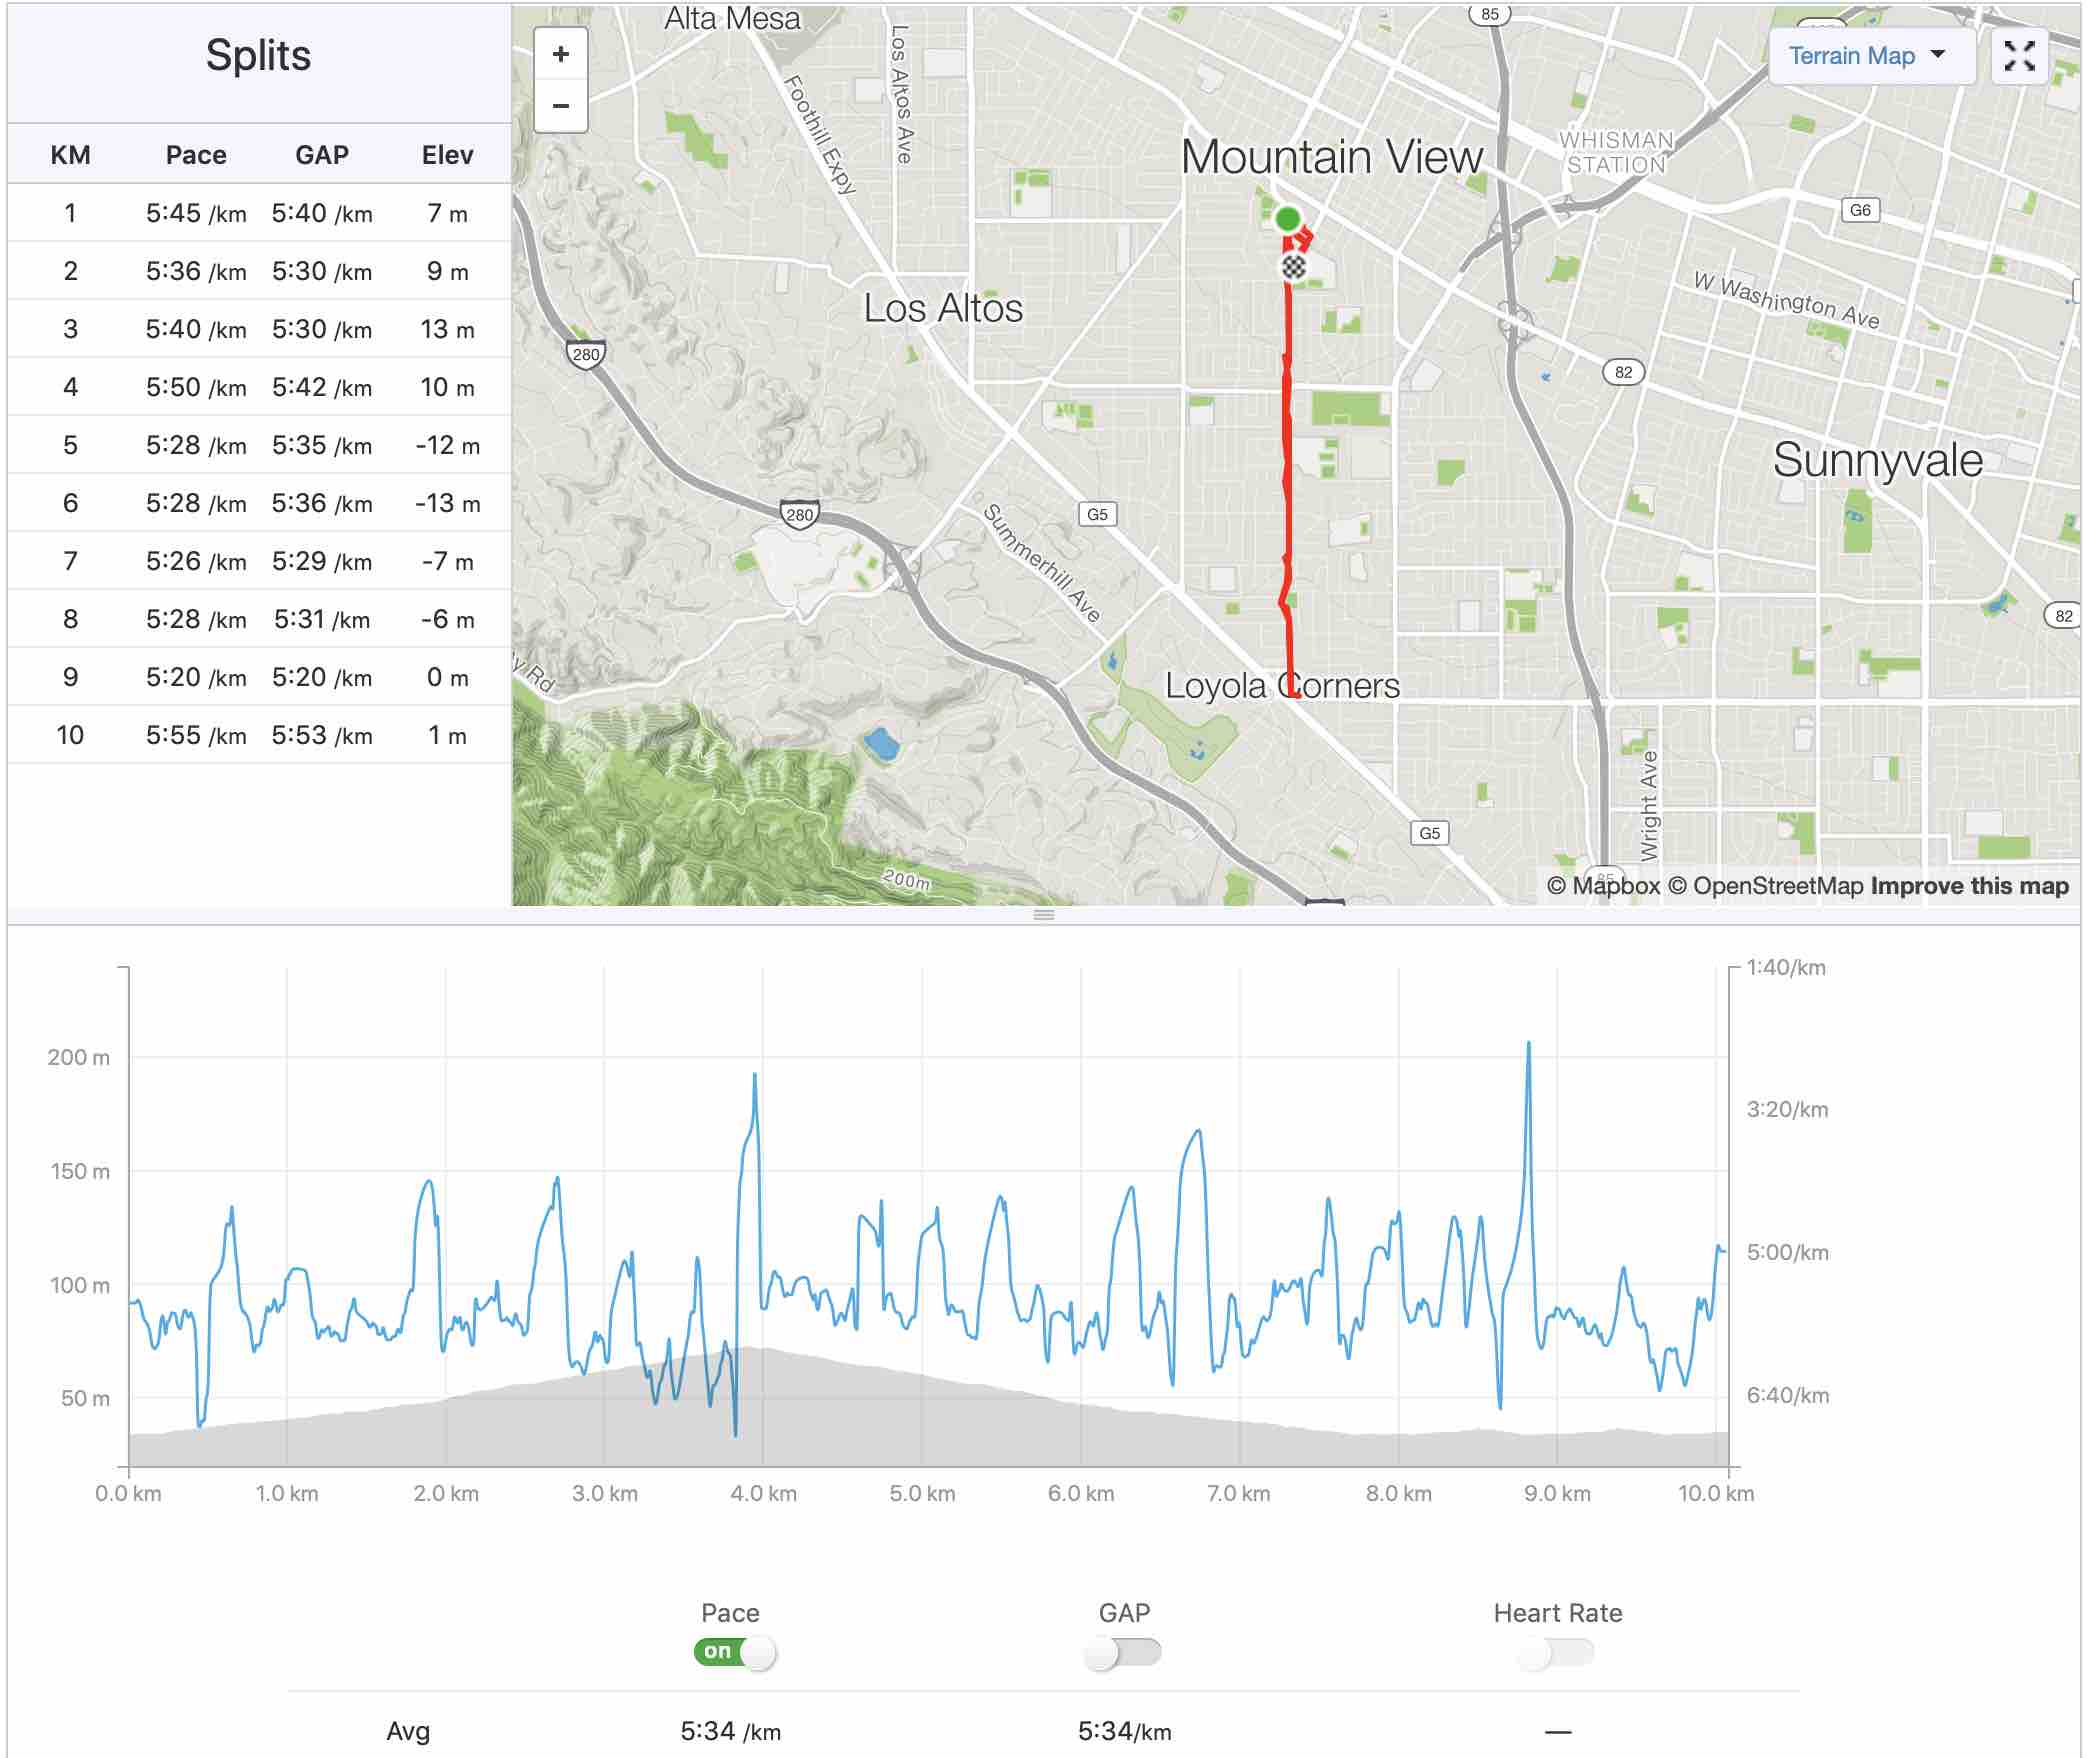 Splits
KM Pace GAP Elev
1 5:45 /km 5:40 /km 7 m
2 5:36 /km 5:30 /km 9 m
3 5:40 /km 5:30 /km 13 m
4 5:50 /km 5:42 /km 10 m
5 5:28 /km 5:35 /km -12 m
6 5:28 /km 5:36 /km -13 m
7 5:26 /km 5:29 /km -7 m
8 5:28 /km 5:31 /km -6 m
9 5:20 /km 5:20 /km 0 m
10 5:55 /km 5:53 /km 1 m
+
−
Terrain Map
Alta Mesa
Los Altos Ave
Foothill Expy
85
WHISMAN
STATION
Mountain View
G6
W Washington Ave
Los Altos
280
82
Sunnyvale
280
G5
Summerhill Ave
82
y Rd
Loyola Corners
Wright Ave
G5
200m
85
© Mapbox © OpenStreetMap Improve this map
1:40/km
200 m
3:20/km
150 m
5:00/km
100 m
6:40/km
50 m
0.0 km 1.0 km 2.0 km 3.0 km 4.0 km 5.0 km 6.0 km 7.0 km 8.0 km 9.0 km 10.0 km
Pace GAP Heart Rate
on
Avg 5:34 /km 5:34/km —